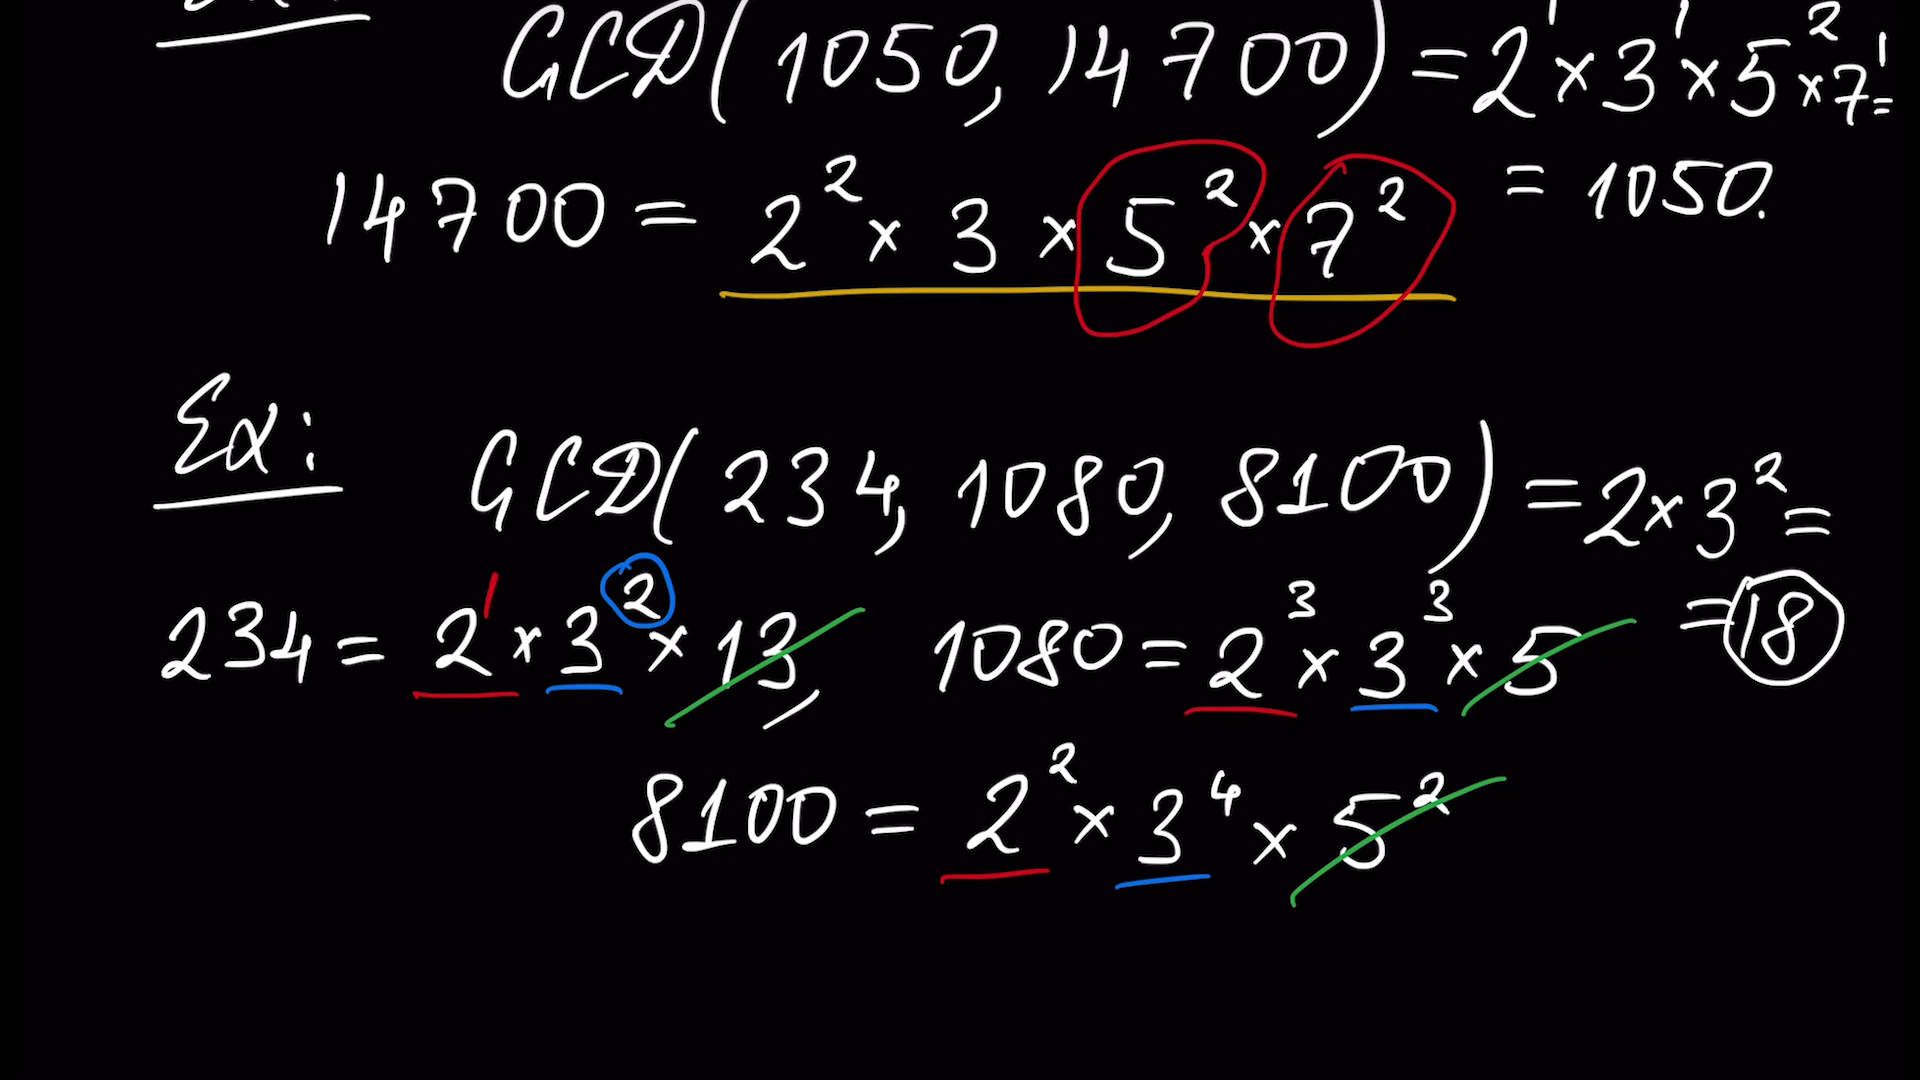 GCD(1050, 14700) = 2¹ × 3¹ × 5² × 7¹ =
14700 = 2² × 3 × 5² × 7² = 1050.
Ex: GCD(234, 1080, 8100) = 2 × 3² =
234 = 2¹ × 3² × 13, 1080 = 2³ × 3³ × 5 = 18
8100 = 2² × 3⁴ × 5²